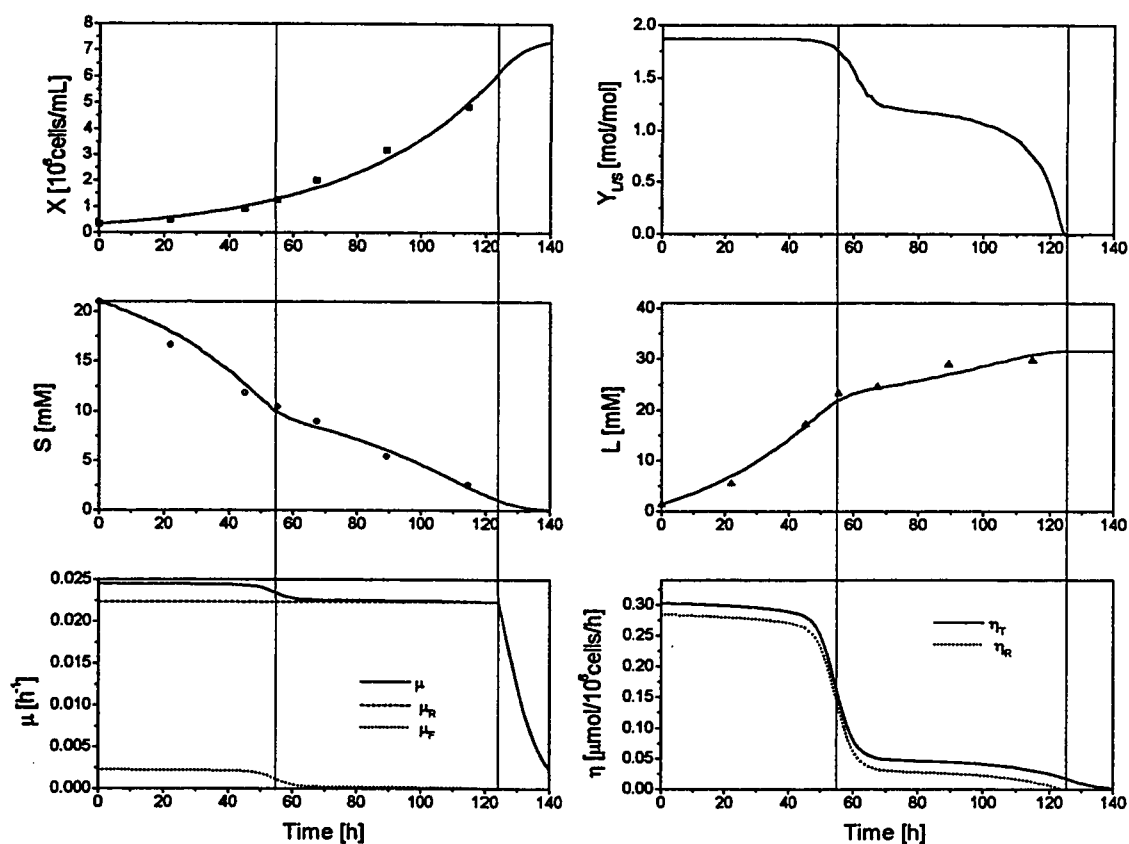 X [10⁶cells/mL]
8
7
6
5
4
3
2
1
0
0 20 40 60 80 100 120 140
Y_L/S [mol/mol]
2.0
1.5
1.0
0.5
0.0
0 20 40 60 80 100 120 140
S [mM]
20
15
10
5
0
0 20 40 60 80 100 120 140
L [mM]
40
30
20
10
0
0 20 40 60 80 100 120 140
μ [h⁻¹]
0.025
0.020
0.015
0.010
0.005
0.000
μ
μ_R
μ_F
0 20 40 60 80 100 120 140
Time [h]
η [μmol/10⁶cells/h]
0.30
0.25
0.20
0.15
0.10
0.05
0.00
η_T
η_R
0 20 40 60 80 100 120 140
Time [h]